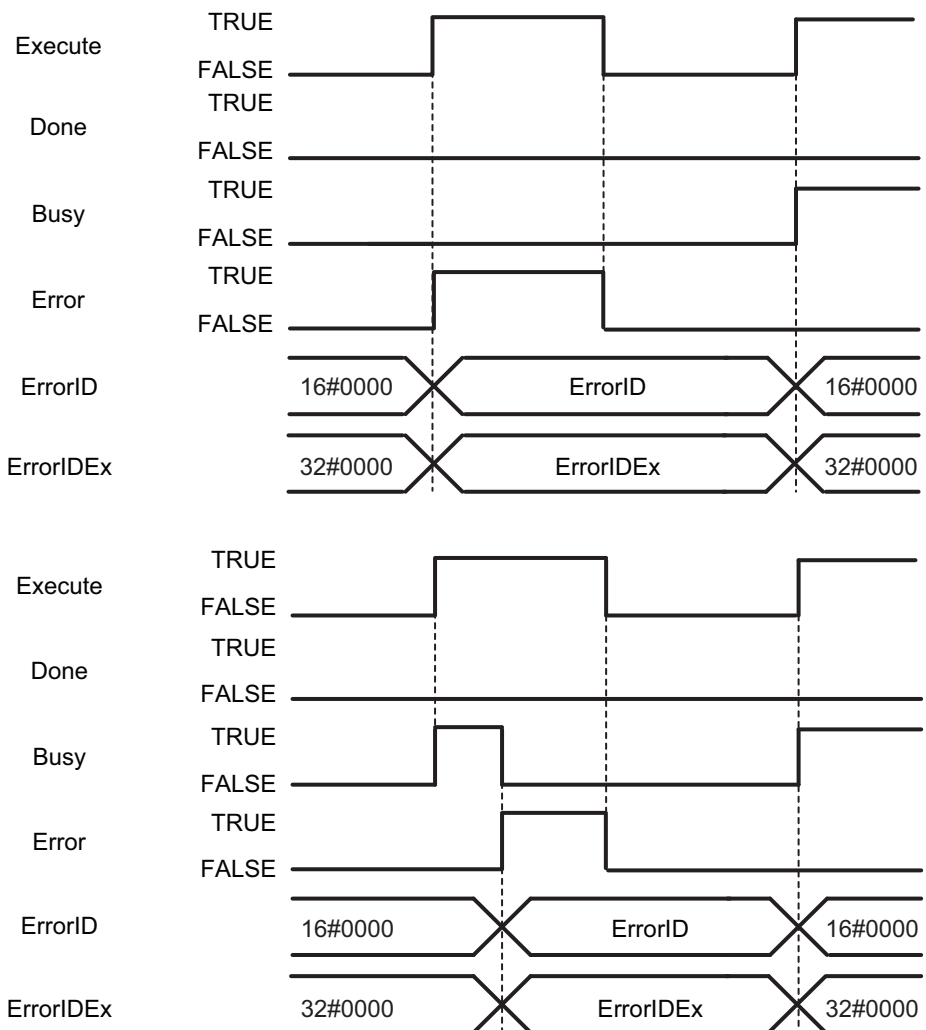 TRUE
Execute
FALSE
TRUE
Done
FALSE
TRUE
Busy
FALSE
TRUE
Error
FALSE
ErrorID 16#0000 ErrorID 16#0000
ErrorIDEx 32#0000 ErrorIDEx 32#0000
TRUE
Execute
FALSE
TRUE
Done
FALSE
TRUE
Busy
FALSE
TRUE
Error
FALSE
ErrorID 16#0000 ErrorID 16#0000
ErrorIDEx 32#0000 ErrorIDEx 32#0000